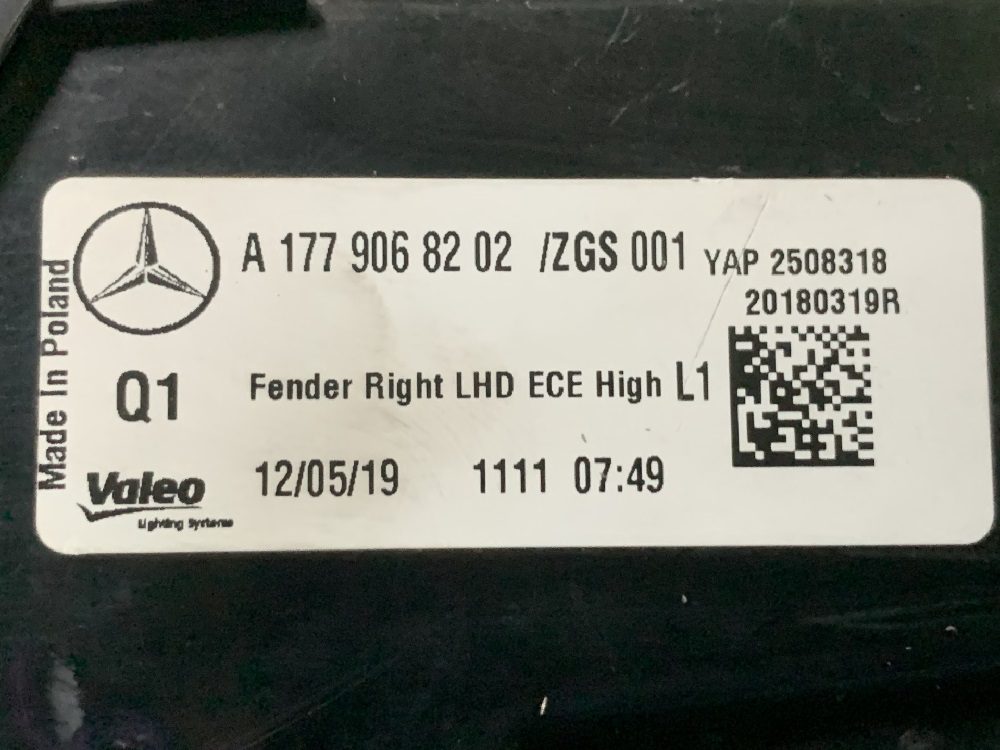 A 177 906 82 02 /ZGS 001 YAP 2508318
20180319R
Made In Poland
Q1 Fender Right LHD ECE High L1
Valeo
Lighting Systems
12/05/19 1111 07:49